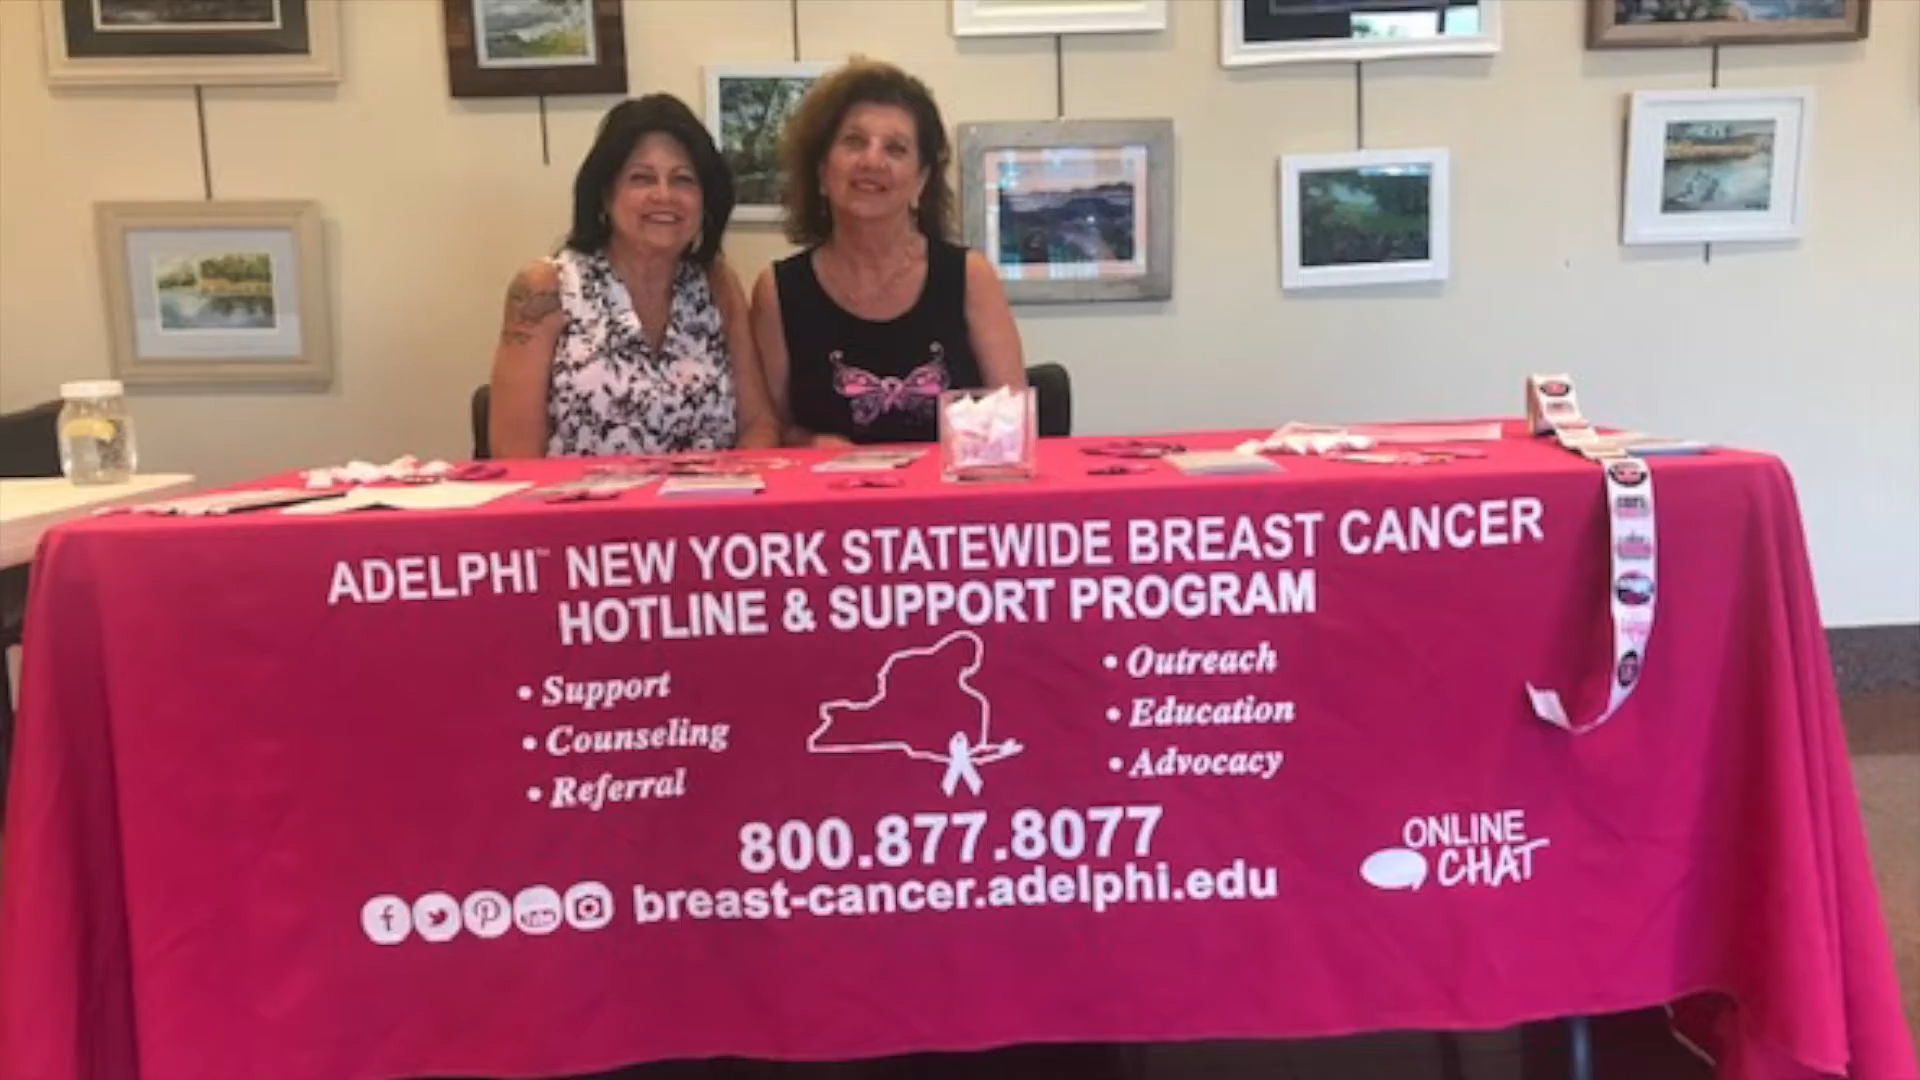 ADELPHI™ NEW YORK STATEWIDE BREAST CANCER
HOTLINE & SUPPORT PROGRAM
• Support
• Counseling
• Referral
• Outreach
• Education
• Advocacy
800.877.8077
breast-cancer.adelphi.edu
ONLINE
CHAT